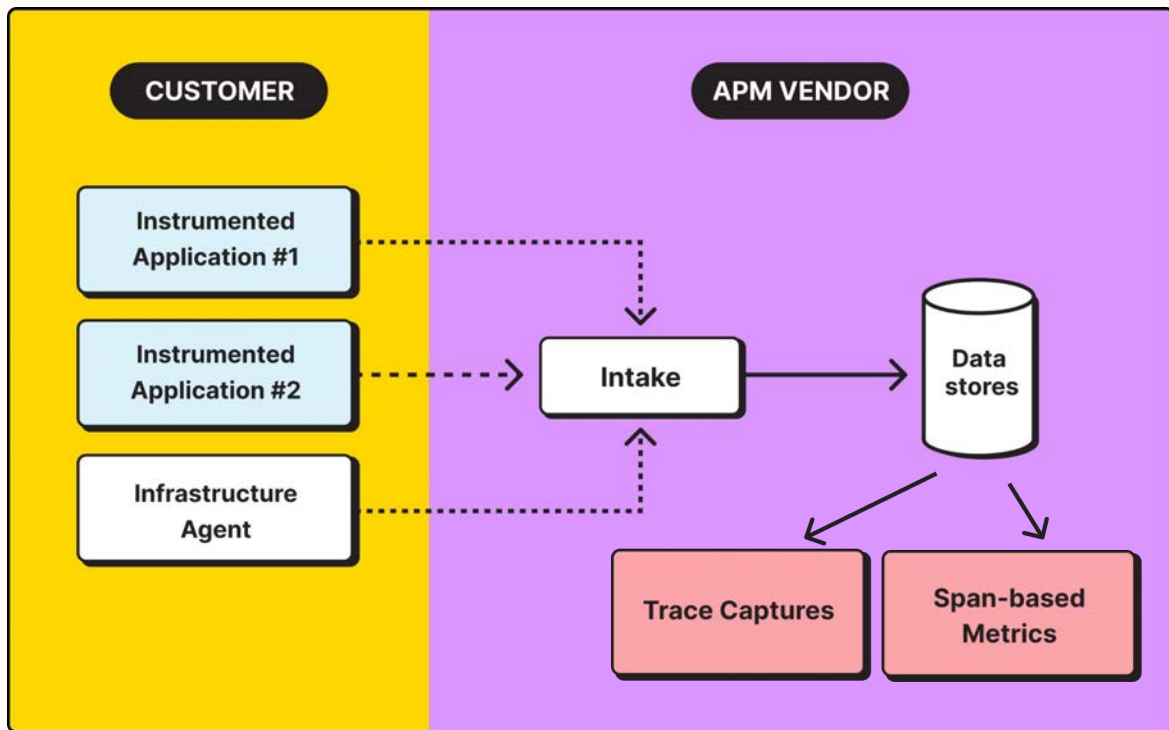 CUSTOMER
APM VENDOR
Instrumented
Application #1
Instrumented
Application #2
Infrastructure
Agent
Intake
Data
stores
Trace Captures
Span-based
Metrics